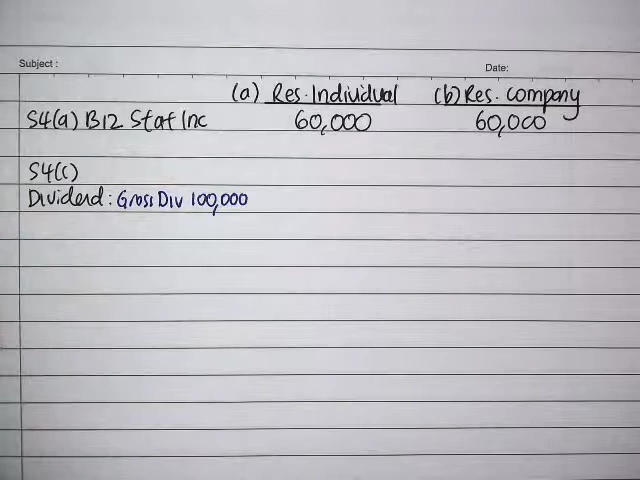 Subject : Date:
(a) Res. Individual (b) Res. company
S4(a) B12 Stat Inc 60,000 60,000
S4(c)
Dividend : Gross Div 100,000